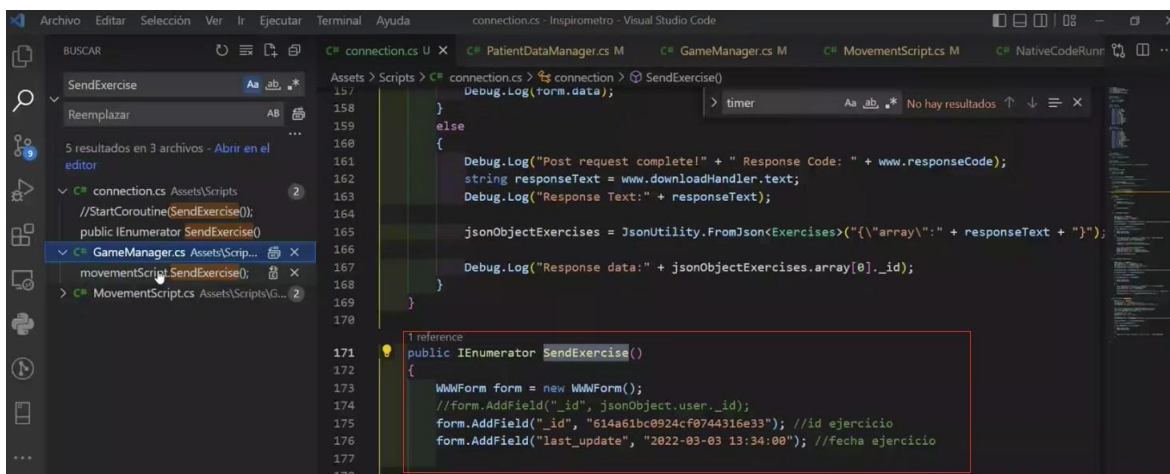 Archivo Editar Selección Ver Ir Ejecutar Terminal Ayuda connection.cs - Inspirometro - Visual Studio Code
BUSCAR
SendExercise
Aa ab, .*
Reemplazar
AB
5 resultados en 3 archivos - Abrir en el
editor
C# connection.cs Assets\Scripts 2
//StartCoroutine(SendExercise());
public IEnumerator SendExercise()
C# GameManager.cs Assets\Scrip...
movementScript.SendExercise();
C# MovementScript.cs Assets\Scripts\G... 2
9
C# connection.cs U C# PatientDataManager.cs M C# GameManager.cs M C# MovementScript.cs M C# NativeCodeRunn
Assets > Scripts > C# connection.cs > connection > SendExercise()
timer Aa ab, .* No hay resultados
157 Debug.Log(form.data);
158 }
159 else
160 {
161 Debug.Log("Post request complete!" + " Response Code: " + www.responseCode);
162 string responseText = www.downloadHandler.text;
163 Debug.Log("Response Text:" + responseText);
164
165 jsonObjectExercises = JsonUtility.FromJson<Exercises>("{\"array\":" + responseText + "}");
166
167 Debug.Log("Response data:" + jsonObjectExercises.array[0]._id);
168 }
169 }
170
1 reference
171 public IEnumerator SendExercise()
172 {
173 WWWForm form = new WWWForm();
174 //form.AddField("_id", jsonObject.user._id);
175 form.AddField("_id", "614a61bc0924cf0744316e33"); //id ejercicio
176 form.AddField("last_update", "2022-03-03 13:34:00"); //fecha ejercicio
177